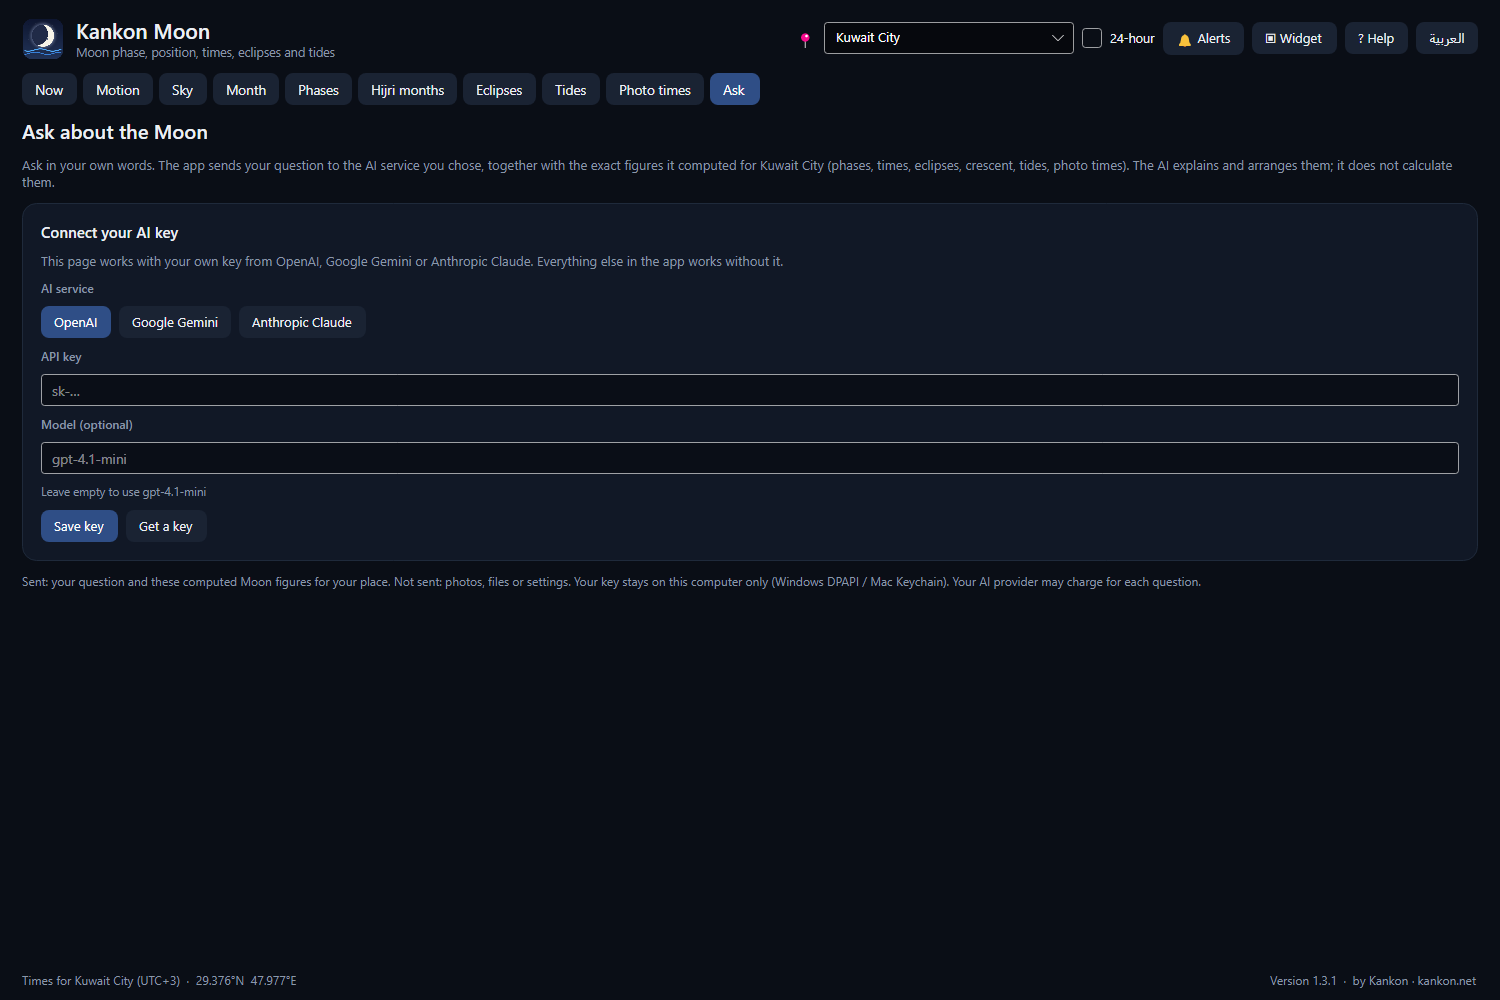 Kankon Moon
Moon phase, position, times, eclipses and tides
Kuwait City
24-hour
Alerts
Widget
? Help
العربية
Now
Motion
Sky
Month
Phases
Hijri months
Eclipses
Tides
Photo times
Ask
Ask about the Moon
Ask in your own words. The app sends your question to the AI service you chose, together with the exact figures it computed for Kuwait City (phases, times, eclipses, crescent, tides, photo times). The AI explains and arranges them; it does not calculate
them.
Connect your AI key
This page works with your own key from OpenAI, Google Gemini or Anthropic Claude. Everything else in the app works without it.
AI service
OpenAI
Google Gemini
Anthropic Claude
API key
sk-...
Model (optional)
gpt-4.1-mini
Leave empty to use gpt-4.1-mini
Save key
Get a key
Sent: your question and these computed Moon figures for your place. Not sent: photos, files or settings. Your key stays on this computer only (Windows DPAPI / Mac Keychain). Your AI provider may charge for each question.
Times for Kuwait City (UTC+3) · 29.376°N 47.977°E
Version 1.3.1 · by Kankon · kankon.net